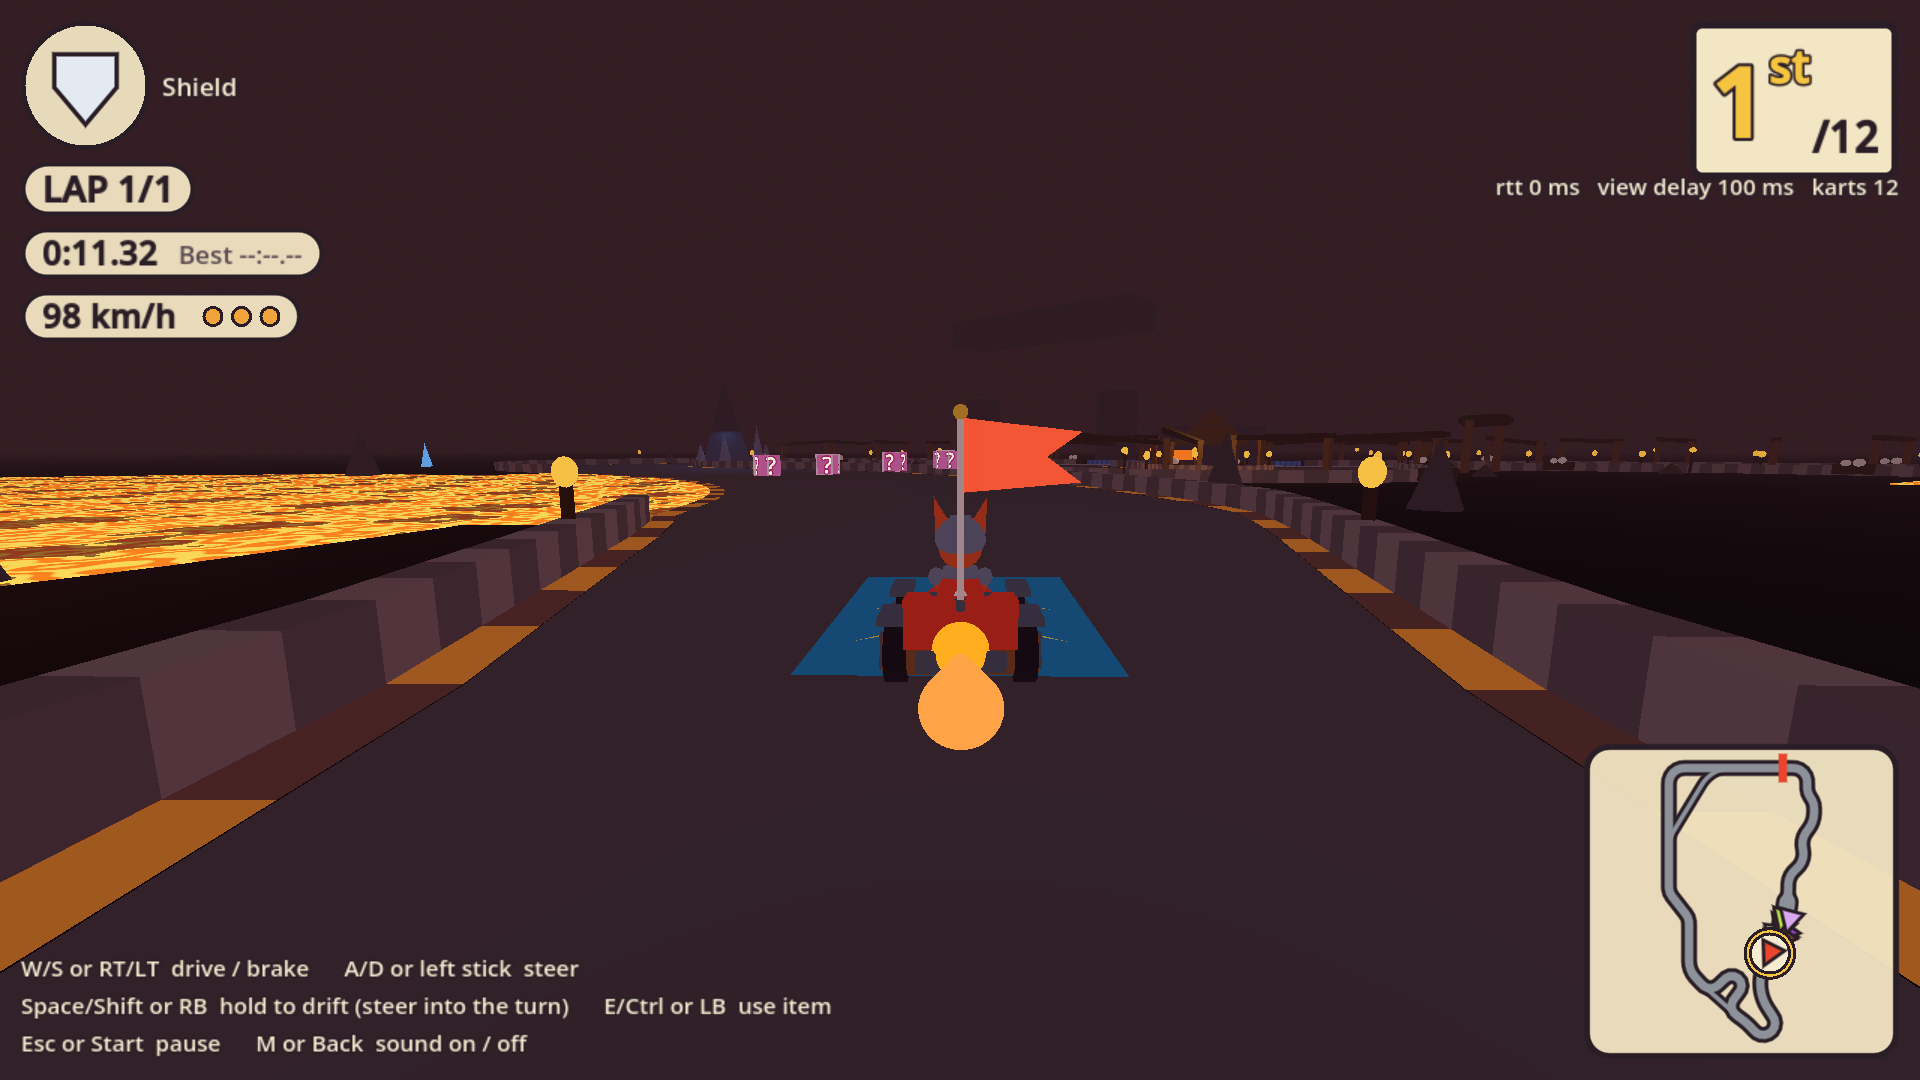 Shield
LAP 1/1
0:11.32 Best --:--.--
98 km/h
1st /12
rtt 0 ms view delay 100 ms karts 12
? ? ? ? ? ? ?
W/S or RT/LT drive / brake A/D or left stick steer
Space/Shift or RB hold to drift (steer into the turn) E/Ctrl or LB use item
Esc or Start pause M or Back sound on / off